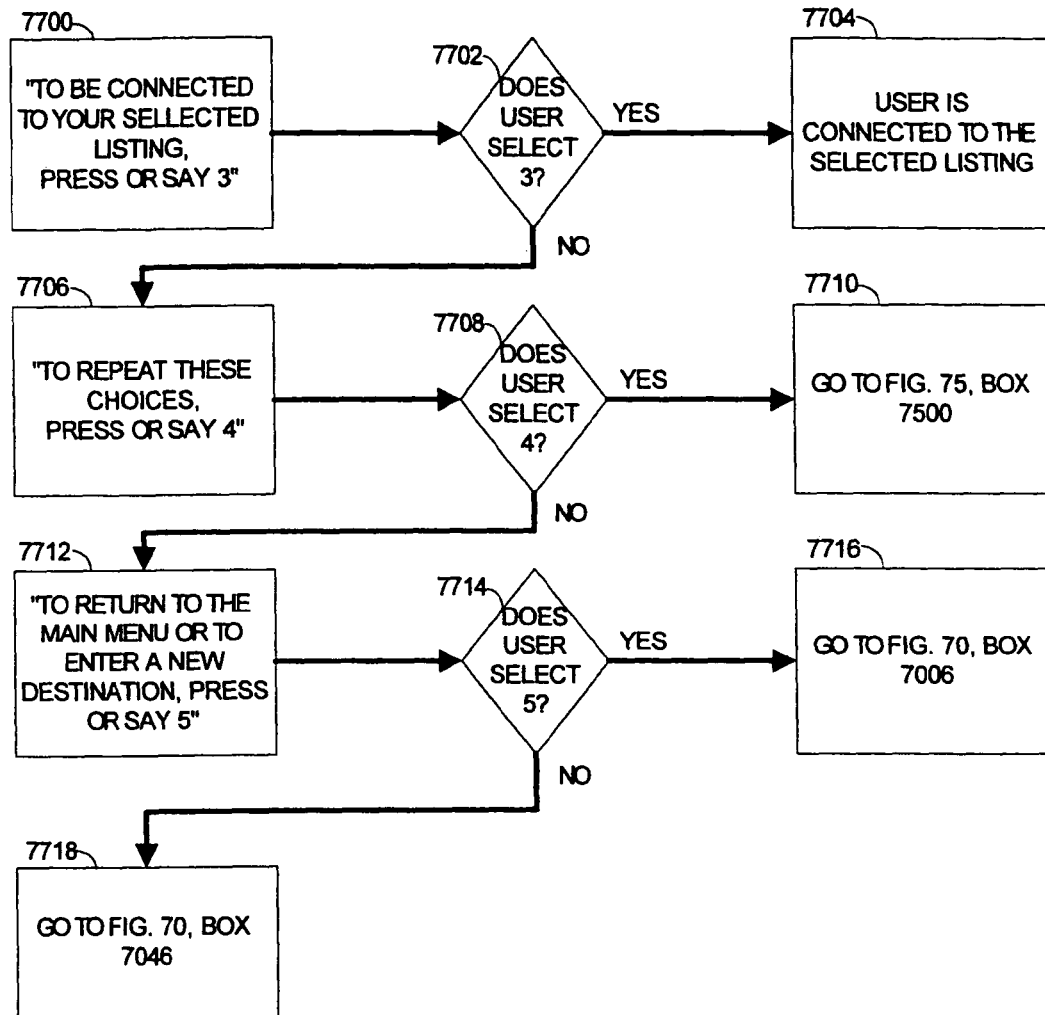 7700
"TO BE CONNECTED
TO YOUR SELLECTED
LISTING,
PRESS OR SAY 3"
7702
DOES
USER
SELECT
3?
YES
NO
7704
USER IS
CONNECTED TO THE
SELECTED LISTING
7706
"TO REPEAT THESE
CHOICES,
PRESS OR SAY 4"
7708
DOES
USER
SELECT
4?
YES
NO
7710
GO TO FIG. 75, BOX
7500
7712
"TO RETURN TO THE
MAIN MENU OR TO
ENTER A NEW
DESTINATION, PRESS
OR SAY 5"
7714
DOES
USER
SELECT
5?
YES
NO
7716
GO TO FIG. 70, BOX
7006
7718
GO TO FIG. 70, BOX
7046